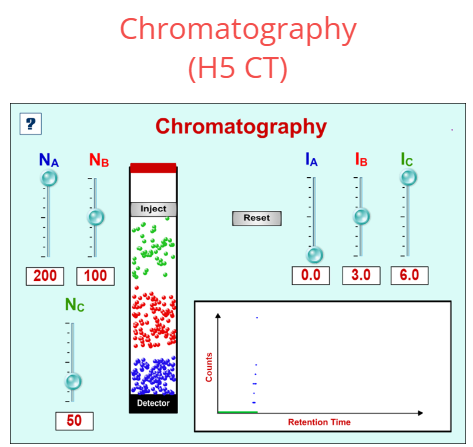 Chromatography
(H5 CT)
?
Chromatography
NA
NB
IA
IB
IC
Inject
Reset
200
100
0.0
3.0
6.0
NC
50
Counts
Detector
Retention Time